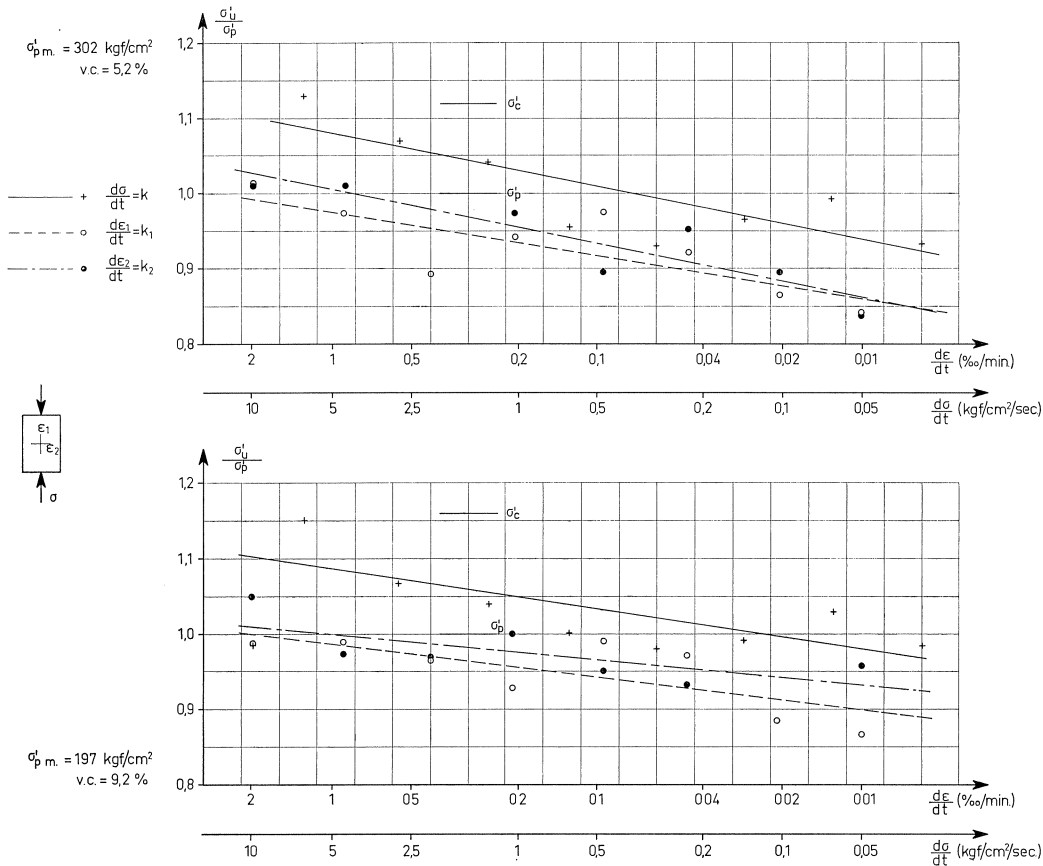 σ'u
σ'p
σ'p m. = 302 kgf/cm²
v.c. = 5,2 %
1,2
1,1
1,0
0,9
0,8
σ'c
σ'p
+ dσ/dt = k
o dε1/dt = k1
● dε2/dt = k2
2 1 0,5 0,2 0,1 0,04 0,02 0,01 dε/dt (‰/min.)
10 5 2,5 1 0,5 0,2 0,1 0,05 dσ/dt (kgf/cm²/sec)
ε1
ε2
σ
σ'u
σ'p
1,2
1,1
1,0
0,9
0,8
σ'c
σ'p
σ'p m. = 197 kgf/cm²
v.c. = 9,2 %
2 1 05 02 01 004 002 001 dε/dt (‰/min.)
10 5 2,5 1 0,5 0,2 0,1 0,05 dσ/dt (kgf/cm²/sec.)